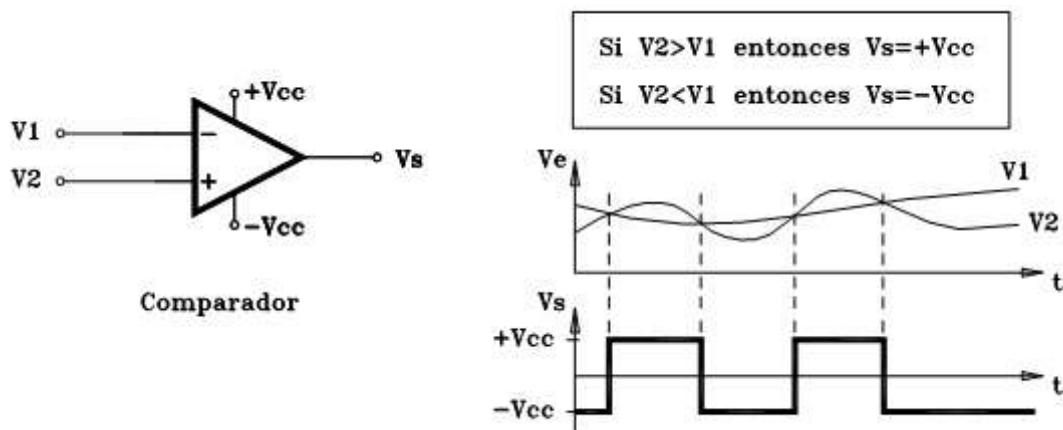 +Vcc
V1
−
V2
+
Vs
−Vcc
Comparador
Si V2>V1 entonces Vs=+Vcc
Si V2<V1 entonces Vs=−Vcc
Ve
V1
V2
t
Vs
+Vcc
t
−Vcc